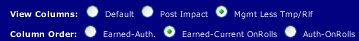 View Columns: Default Post Impact Mgmt Less Tmp/Rlf
Column Order: Earned-Auth. Earned-Current OnRolls Auth-OnRolls